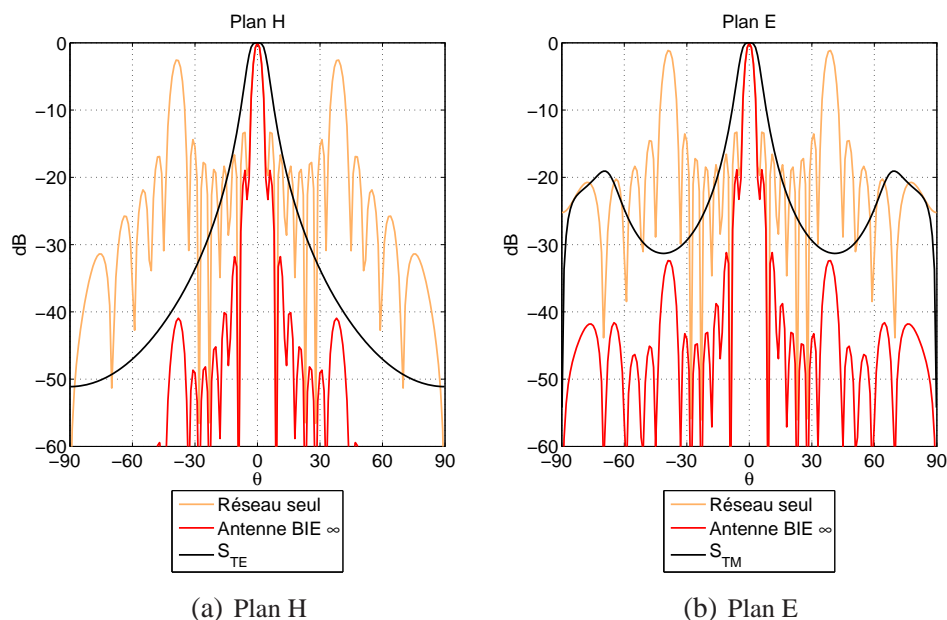 Plan H
0
−10
−20
−30
−40
−50
−60
dB
−90 −60 −30 0 30 60 90
θ
Réseau seul
Antenne BIE ∞
S_TE
(a) Plan H
Plan E
0
−10
−20
−30
−40
−50
−60
dB
−90 −60 −30 0 30 60 90
θ
Réseau seul
Antenne BIE ∞
S_TM
(b) Plan E